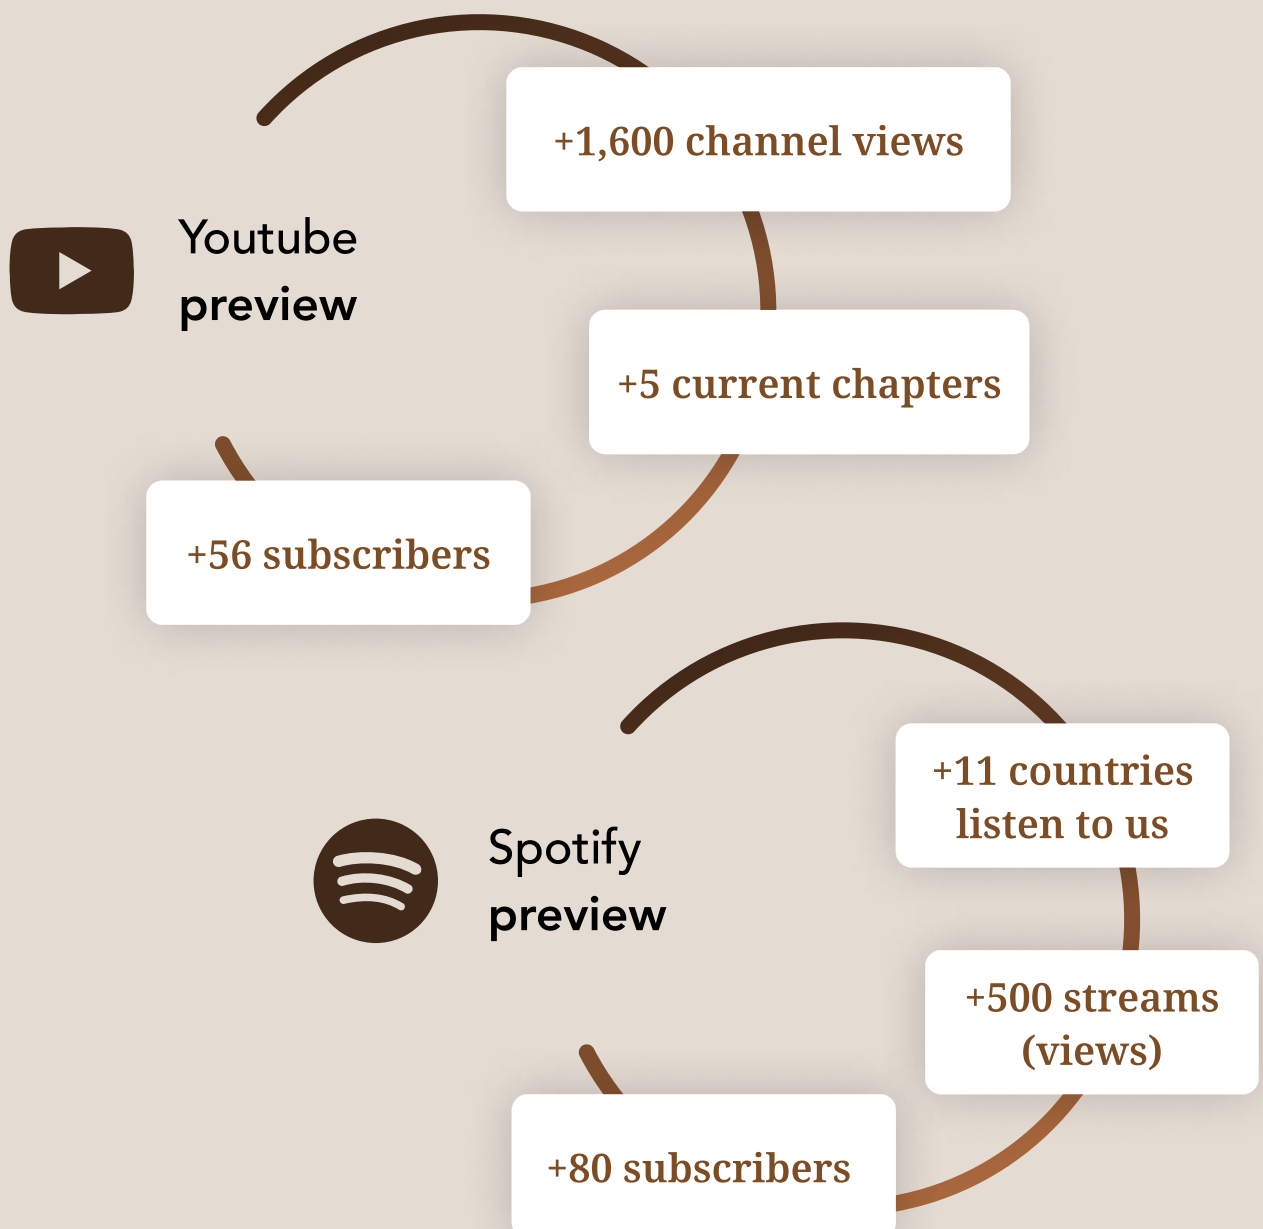 +1,600 channel views
Youtube
preview
+5 current chapters
+56 subscribers
+11 countries
listen to us
Spotify
preview
+500 streams
(views)
+80 subscribers